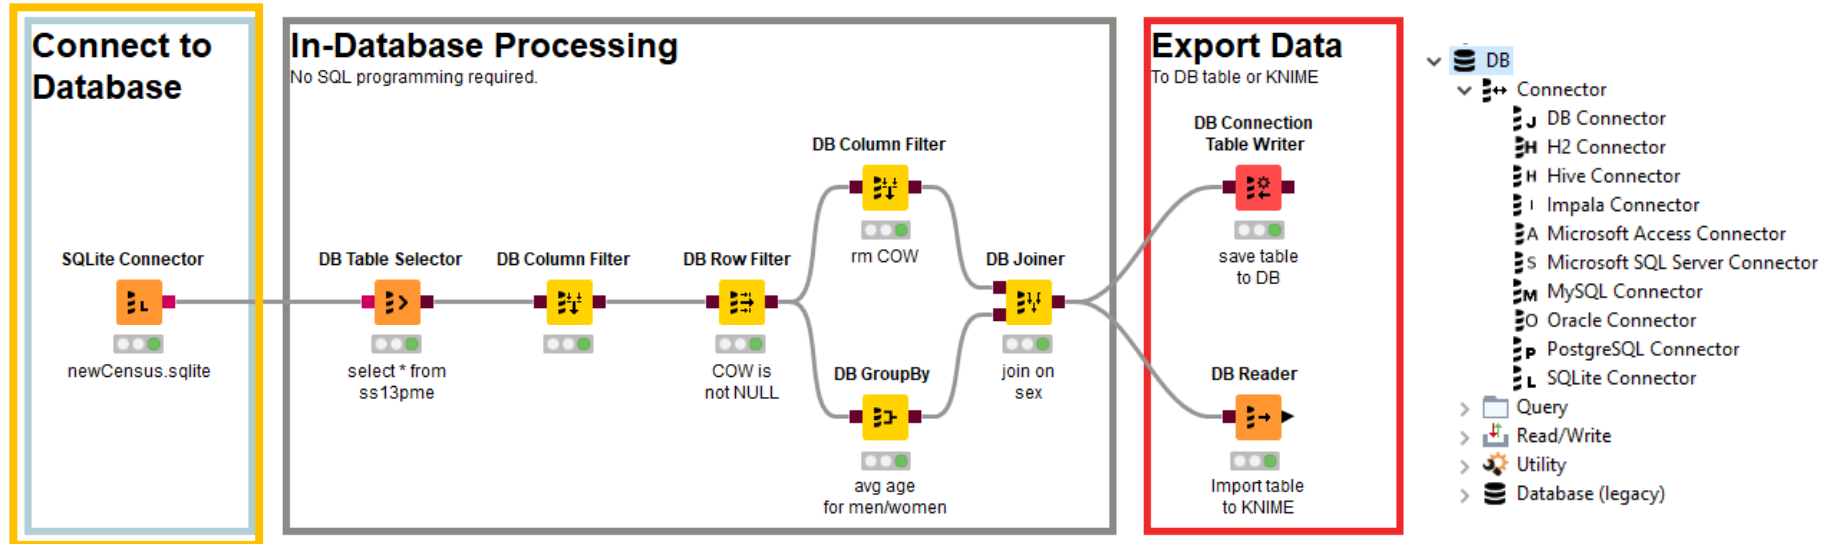 Connect to
Database
SQLite Connector
newCensus.sqlite
In-Database Processing
No SQL programming required.
DB Table Selector
select * from
ss13pme
DB Column Filter
DB Row Filter
COW is
not NULL
DB Column Filter
rm COW
DB GroupBy
avg age
for men/women
DB Joiner
join on
sex
Export Data
To DB table or KNIME
DB Connection
Table Writer
save table
to DB
DB Reader
Import table
to KNIME
DB
Connector
J DB Connector
H H2 Connector
H Hive Connector
I Impala Connector
A Microsoft Access Connector
S Microsoft SQL Server Connector
M MySQL Connector
O Oracle Connector
P PostgreSQL Connector
L SQLite Connector
Query
Read/Write
Utility
Database (legacy)